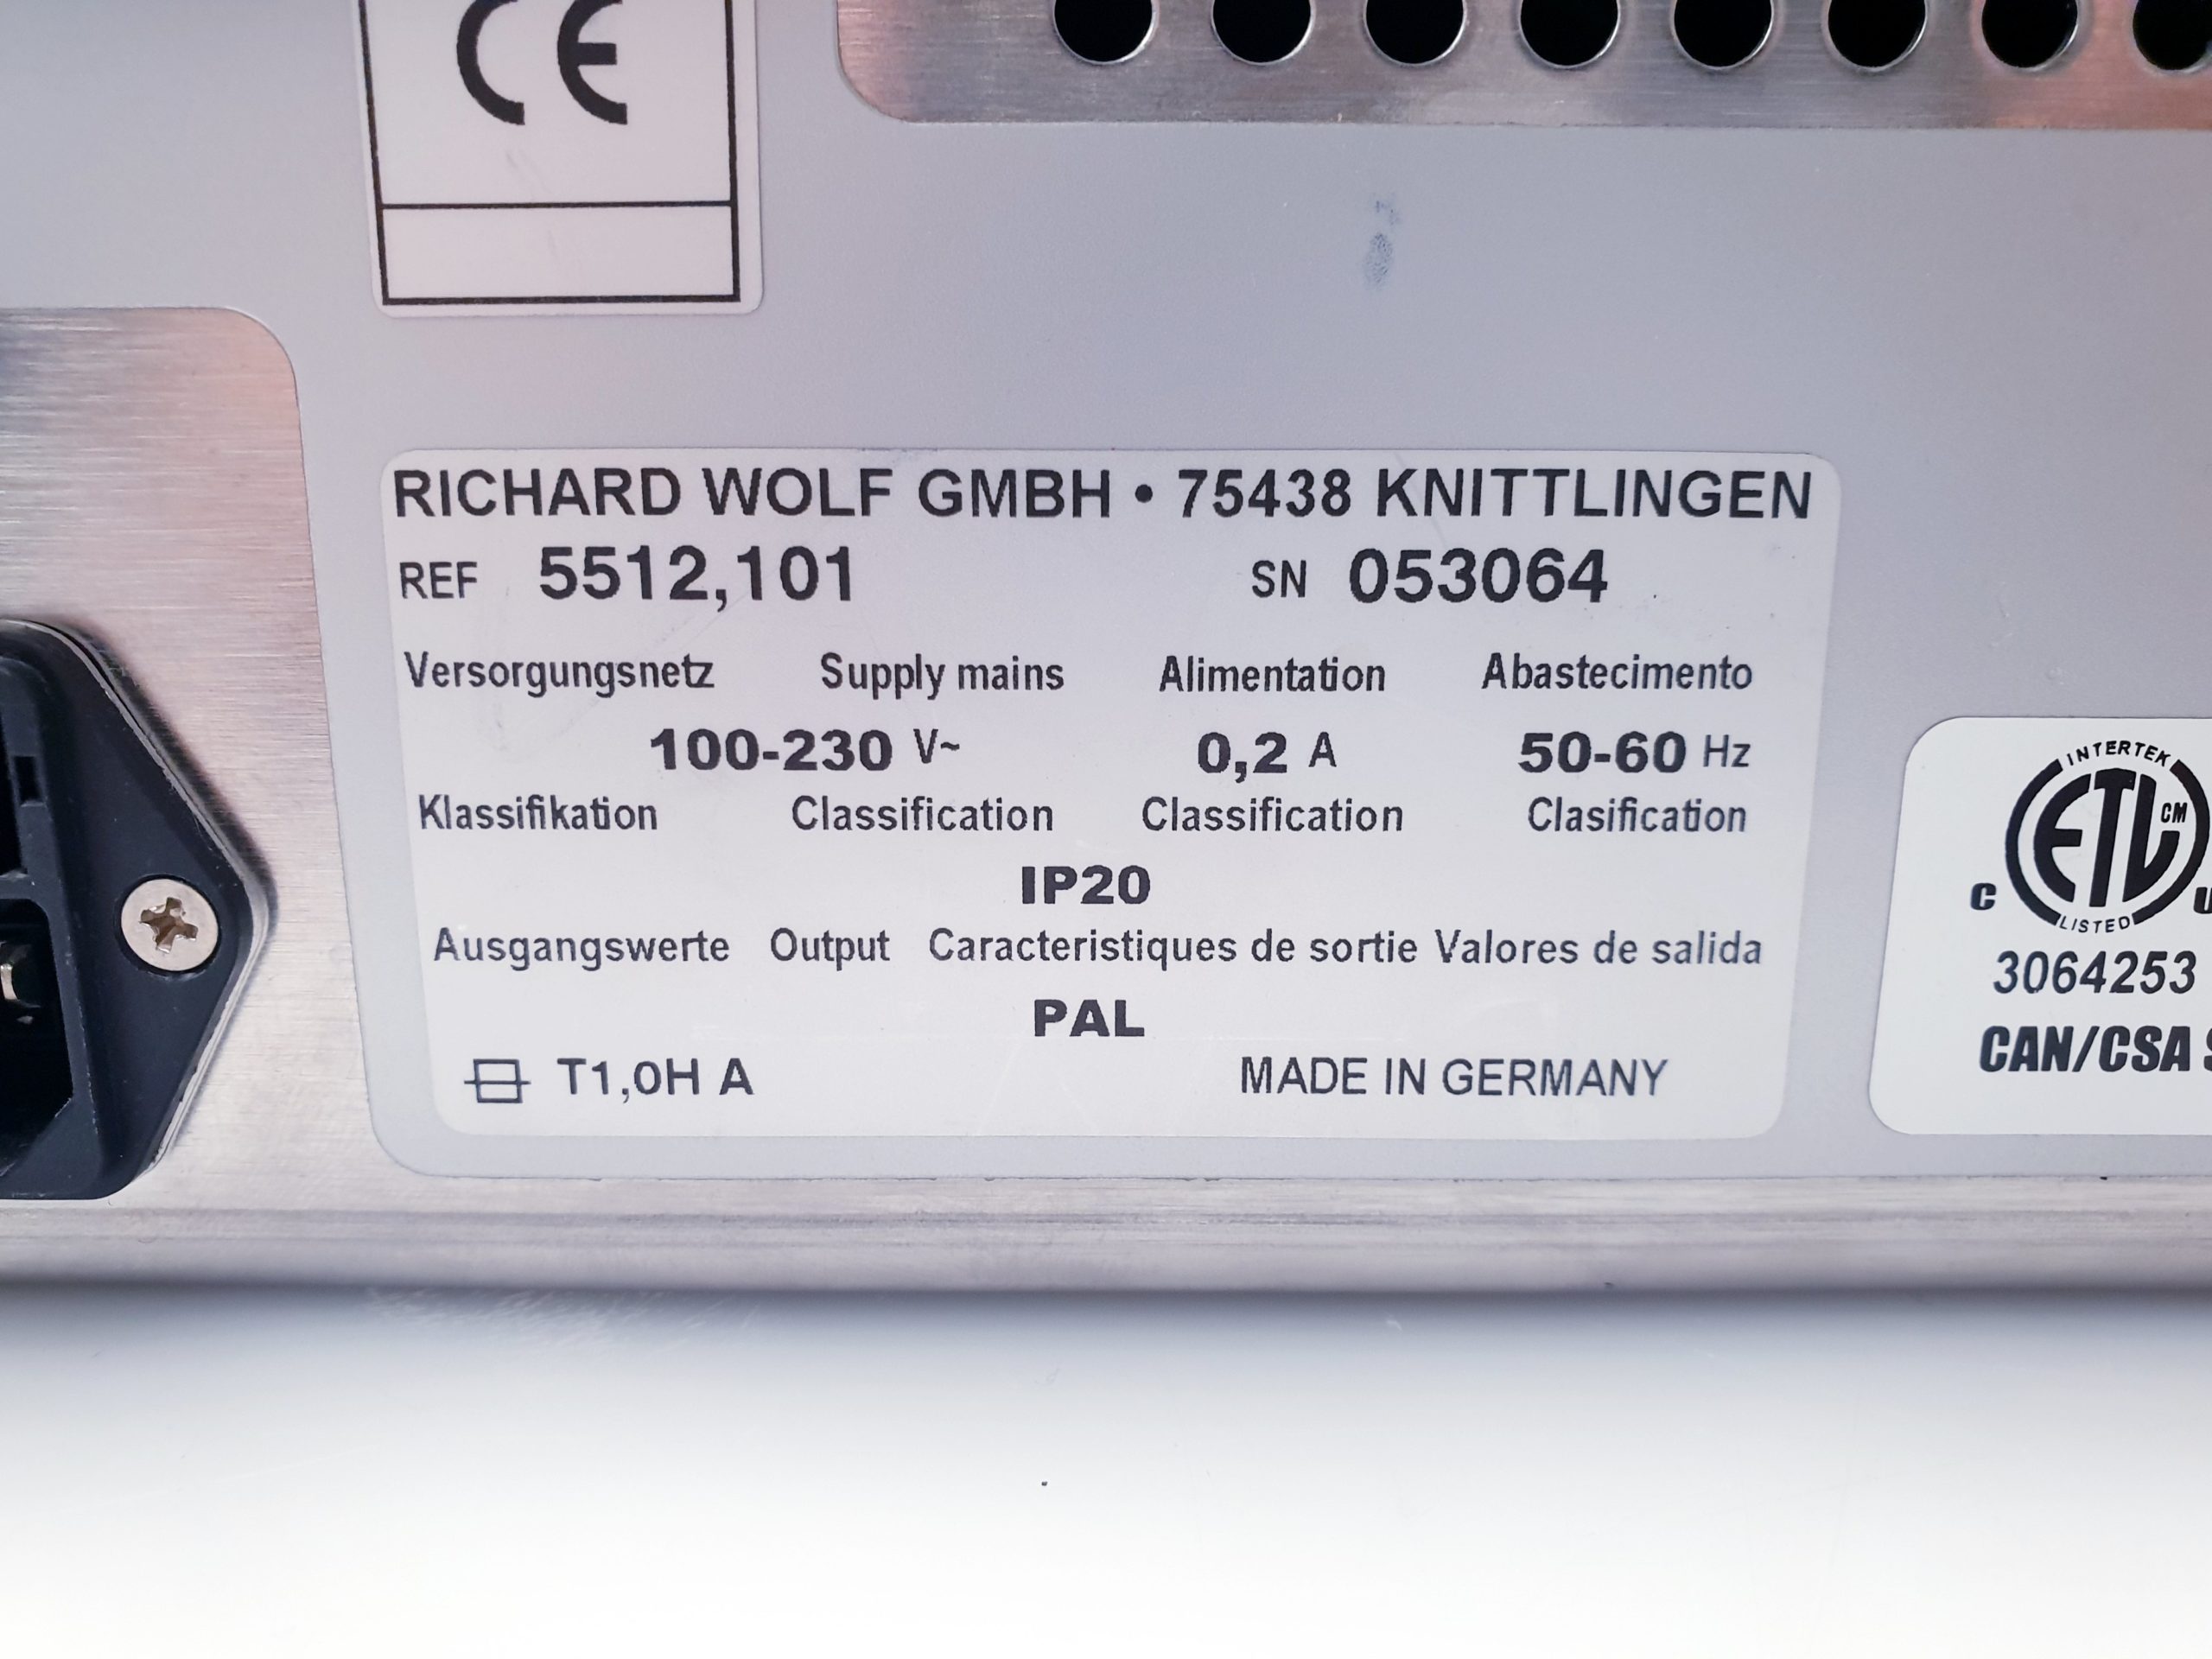 CE
RICHARD WOLF GMBH • 75438 KNITTLINGEN
REF 5512,101 SN 053064
Versorgungsnetz Supply mains Alimentation Abastecimento
100-230 V~ 0,2 A 50-60 Hz
Klassifikation Classification Classification Clasification
IP20
Ausgangswerte Output Caracteristiques de sortie Valores de salida
PAL
T1,0H A MADE IN GERMANY
INTERTEK
ETL CM
C
LISTED
3064253
CAN/CSA